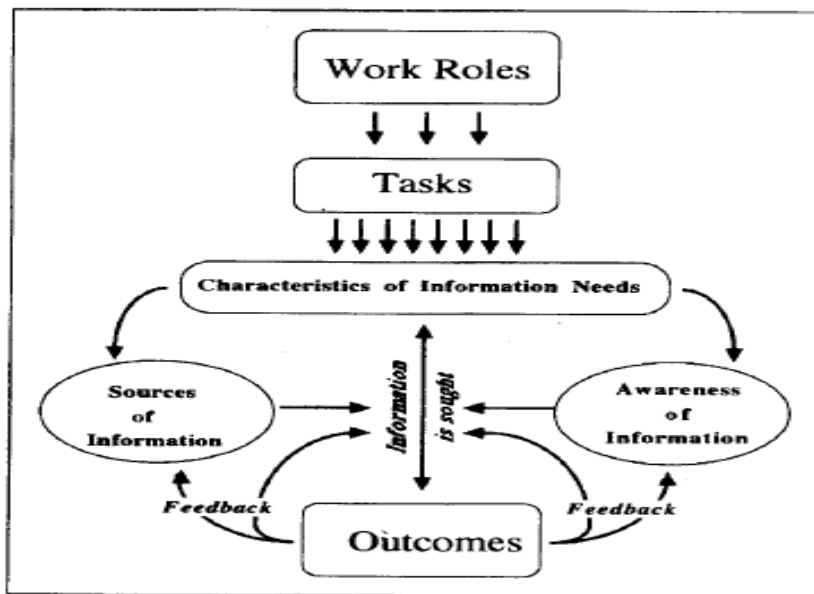 Work Roles
Tasks
Characteristics of Information Needs
Sources
of
Information
Information
is sought
Awareness
of
Information
Feedback
Feedback
Outcomes